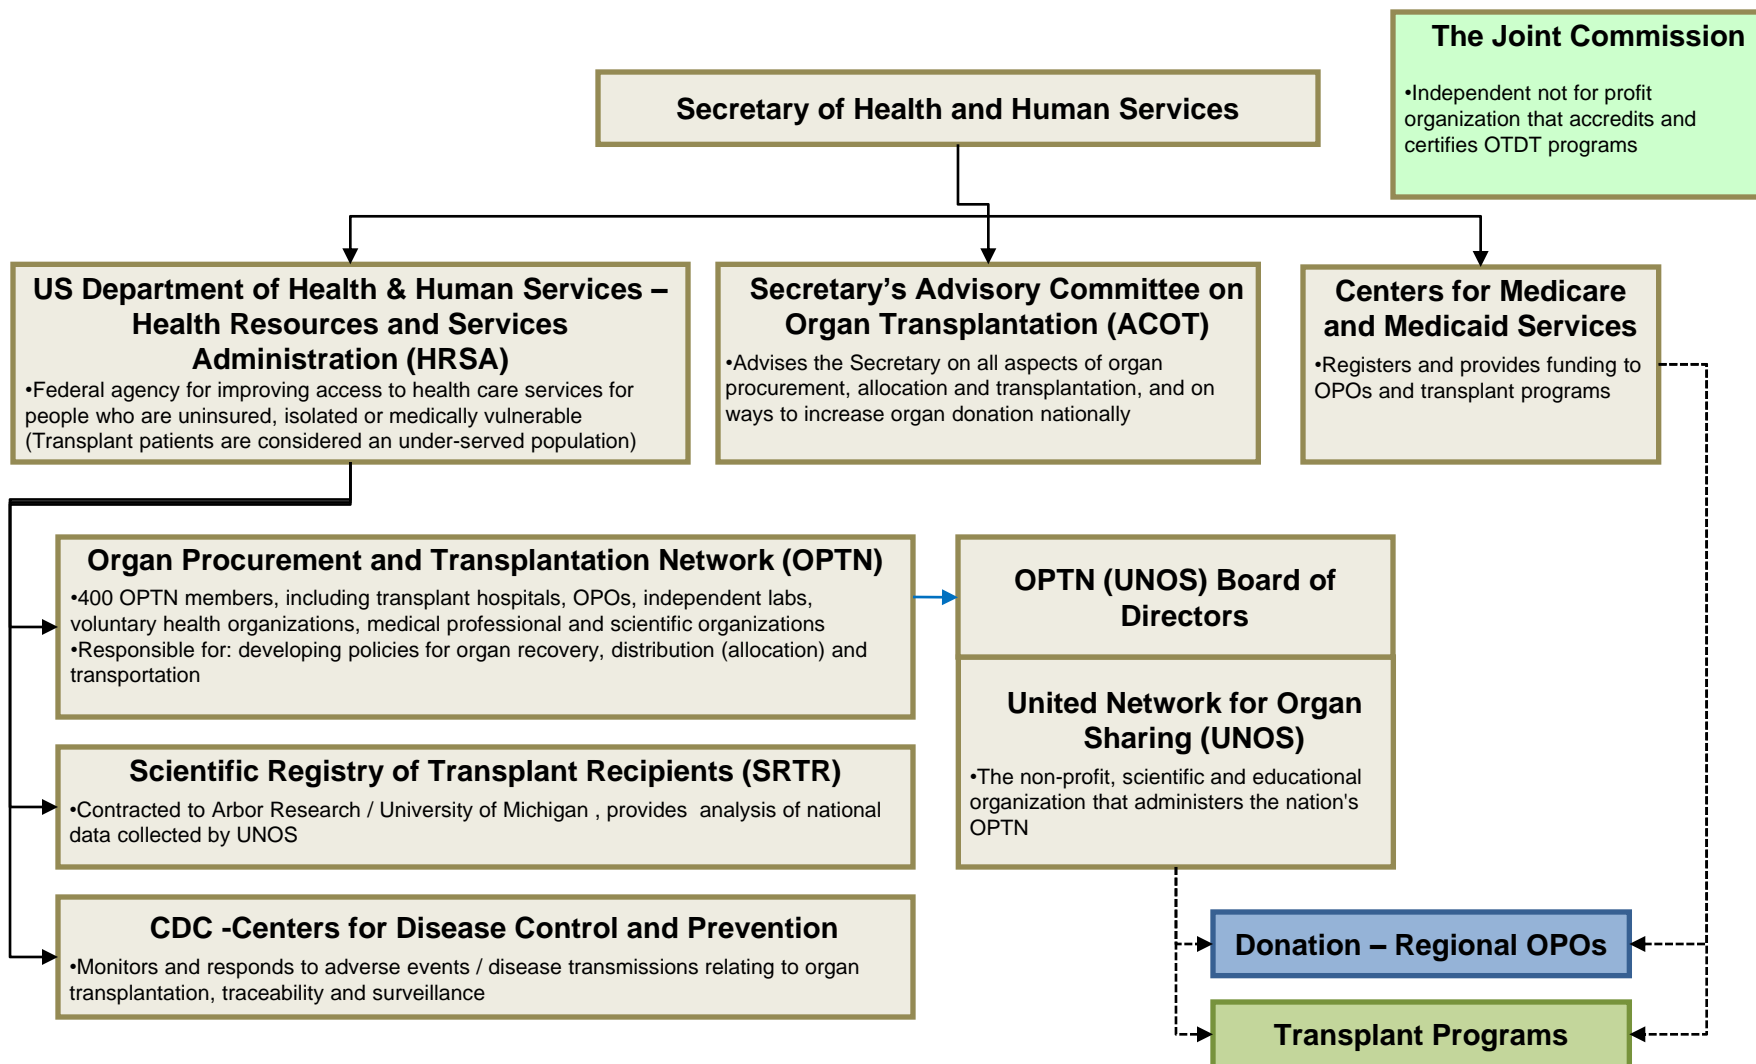 The Joint Commission
•Independent not for profit
organization that accredits and
certifies OTDT programs
Secretary of Health and Human Services
US Department of Health & Human Services –
Health Resources and Services
Administration (HRSA)
•Federal agency for improving access to health care services for
people who are uninsured, isolated or medically vulnerable
(Transplant patients are considered an under-served population)
Secretary’s Advisory Committee on
Organ Transplantation (ACOT)
•Advises the Secretary on all aspects of organ
procurement, allocation and transplantation, and on
ways to increase organ donation nationally
Centers for Medicare
and Medicaid Services
•Registers and provides funding to
OPOs and transplant programs
Organ Procurement and Transplantation Network (OPTN)
•400 OPTN members, including transplant hospitals, OPOs, independent labs,
voluntary health organizations, medical professional and scientific organizations
•Responsible for: developing policies for organ recovery, distribution (allocation) and
transportation
OPTN (UNOS) Board of
Directors
United Network for Organ
Sharing (UNOS)
•The non-profit, scientific and educational
organization that administers the nation's
OPTN
Scientific Registry of Transplant Recipients (SRTR)
•Contracted to Arbor Research / University of Michigan , provides  analysis of national
data collected by UNOS
CDC -Centers for Disease Control and Prevention
•Monitors and responds to adverse events / disease transmissions relating to organ
transplantation, traceability and surveillance
Donation – Regional OPOs
Transplant Programs